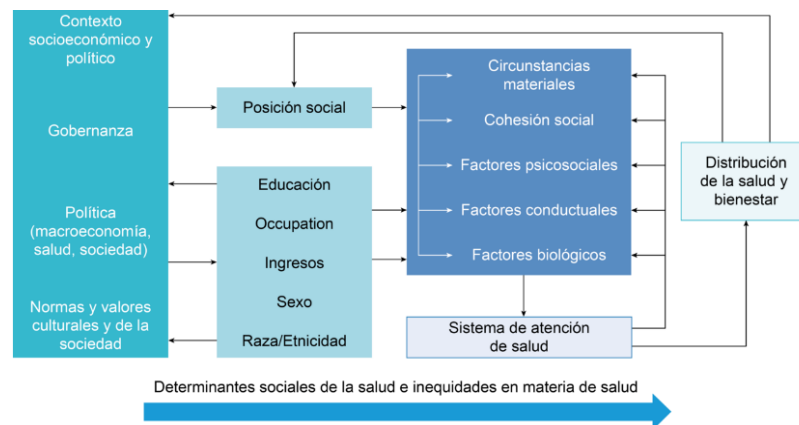 Contexto
socioeconómico y
político
Gobernanza
Política
(macroeconomía,
salud, sociedad)
Normas y valores
culturales y de la
sociedad
Posición social
Educación
Occupation
Ingresos
Sexo
Raza/Etnicidad
Circunstancias
materiales
Cohesión social
Factores psicosociales
Factores conductuales
Factores biológicos
Sistema de atención
de salud
Distribución
de la salud y
bienestar
Determinantes sociales de la salud e inequidades en materia de salud